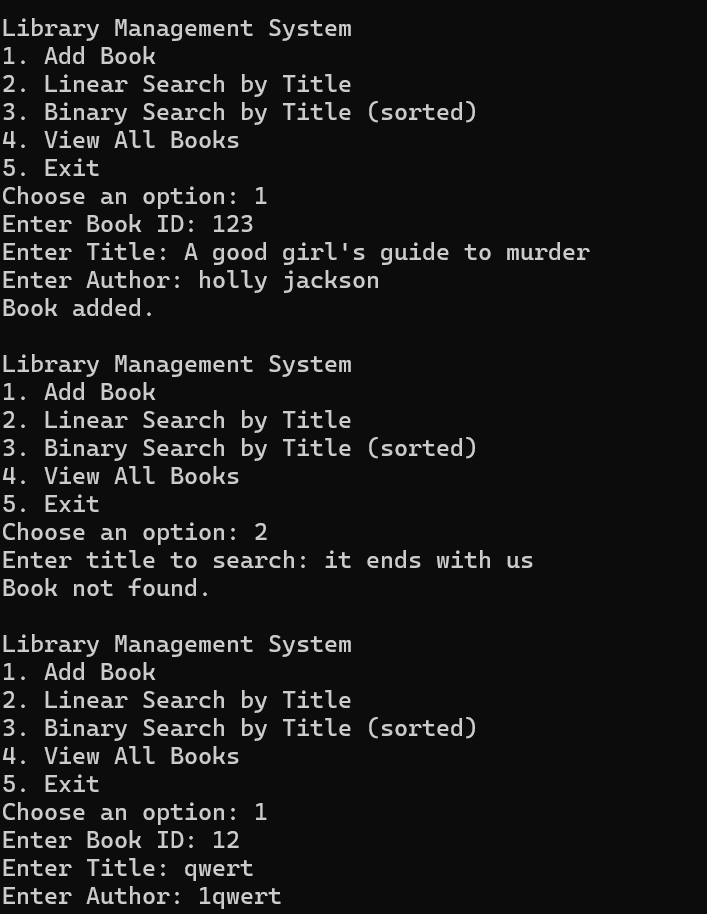 Library Management System
1. Add Book
2. Linear Search by Title
3. Binary Search by Title (sorted)
4. View All Books
5. Exit
Choose an option: 1
Enter Book ID: 123
Enter Title: A good girl's guide to murder
Enter Author: holly jackson
Book added.

Library Management System
1. Add Book
2. Linear Search by Title
3. Binary Search by Title (sorted)
4. View All Books
5. Exit
Choose an option: 2
Enter title to search: it ends with us
Book not found.

Library Management System
1. Add Book
2. Linear Search by Title
3. Binary Search by Title (sorted)
4. View All Books
5. Exit
Choose an option: 1
Enter Book ID: 12
Enter Title: qwert
Enter Author: 1qwert